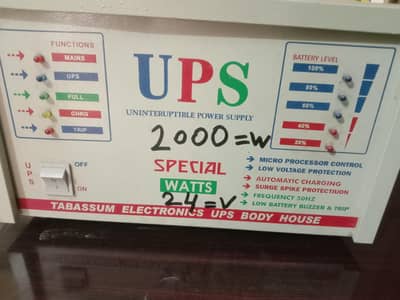 FUNCTIONS
MAINS
UPS
FULL
CHRG
TRIP
UPS
UNINTERUPTIBLE POWER SUPPLY
2000=W
SPECIAL
WATTS
24=V
BATTERY LEVEL
100%
80%
60%
40%
20%
MICRO PROCESSOR CONTROL
LOW VOLTAGE PROTECTION
AUTOMAYIC CHARGING
SURGE SPIKE PROTECTIION
FREQUENCY 50HZ
LOW BATTERY BUZZER & TRIP
UPS
OFF
ON
TABASSUM ELECTRONICS UPS BODY HOUSE